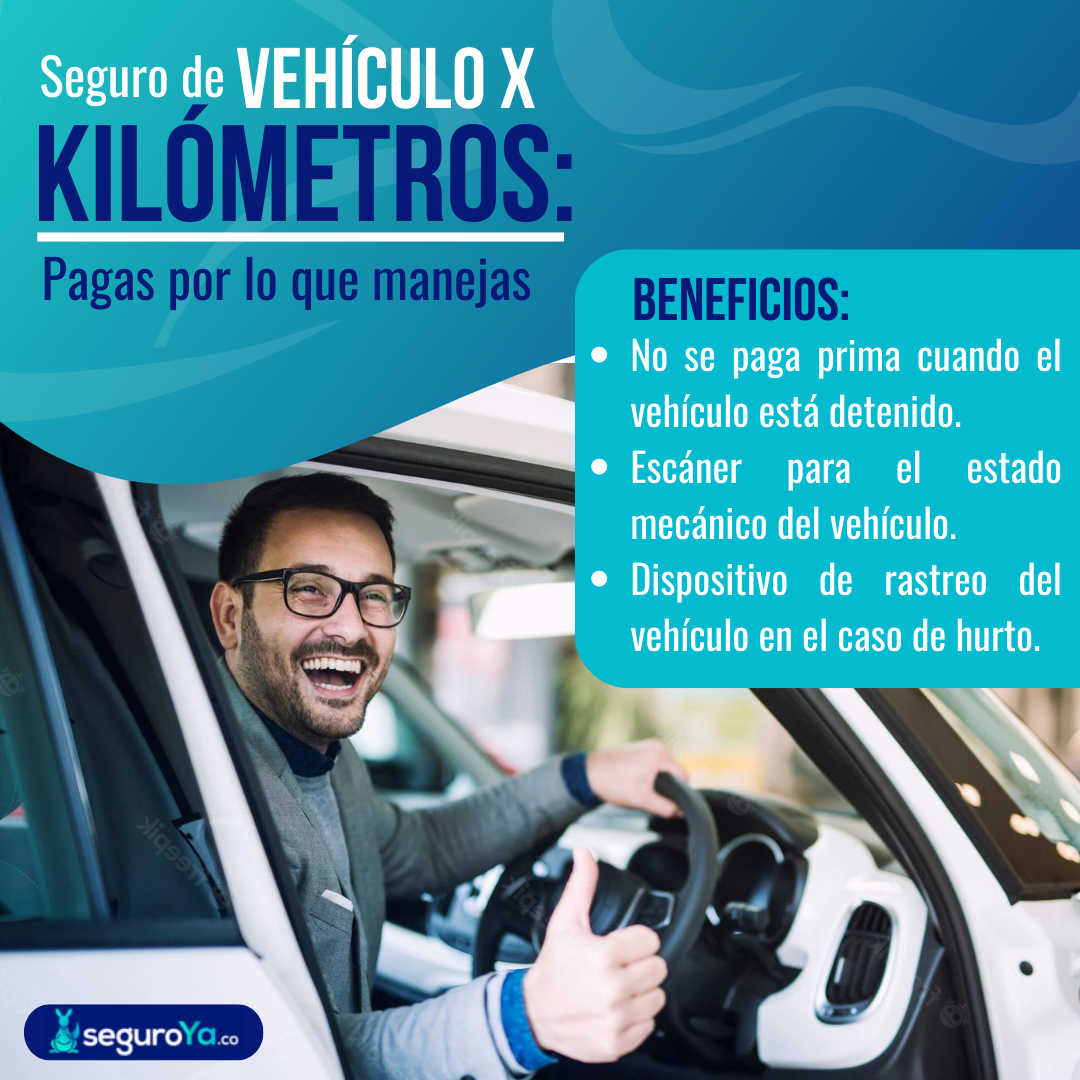 Seguro de VEHÍCULO X
KILÓMETROS:
Pagas por lo que manejas
BENEFICIOS:
No se paga prima cuando el
vehículo está detenido.
Escáner para el estado
mecánico del vehículo.
Dispositivo de rastreo del
vehículo en el caso de hurto.
seguroYa.co